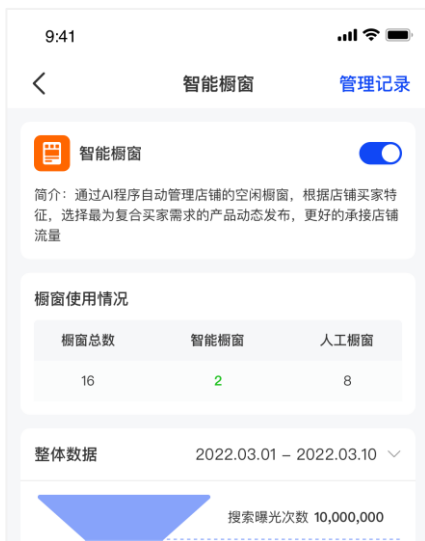 9:41
智能橱窗
管理记录
智能橱窗
简介：通过AI程序自动管理店铺的空闲橱窗，根据店铺买家特
征，选择最为复合买家需求的产品动态发布，更好的承接店铺
流量
橱窗使用情况
橱窗总数 智能橱窗 人工橱窗
16 2 8
整体数据 2022.03.01 – 2022.03.10
搜索曝光次数 10,000,000